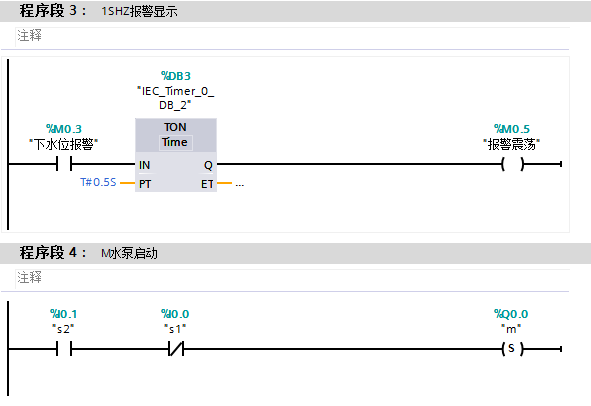 程序段 3： 1SHZ报警显示
注释
%DB3
"IEC_Timer_0_
DB_2"
%M0.3
"下水位报警"
TON
Time
%M0.5
"报警震荡"
IN Q
T#0.5S PT ET ...
程序段 4： M水泵启动
注释
%I0.1
"s2"
%I0.0
"s1"
%Q0.0
"m"
S